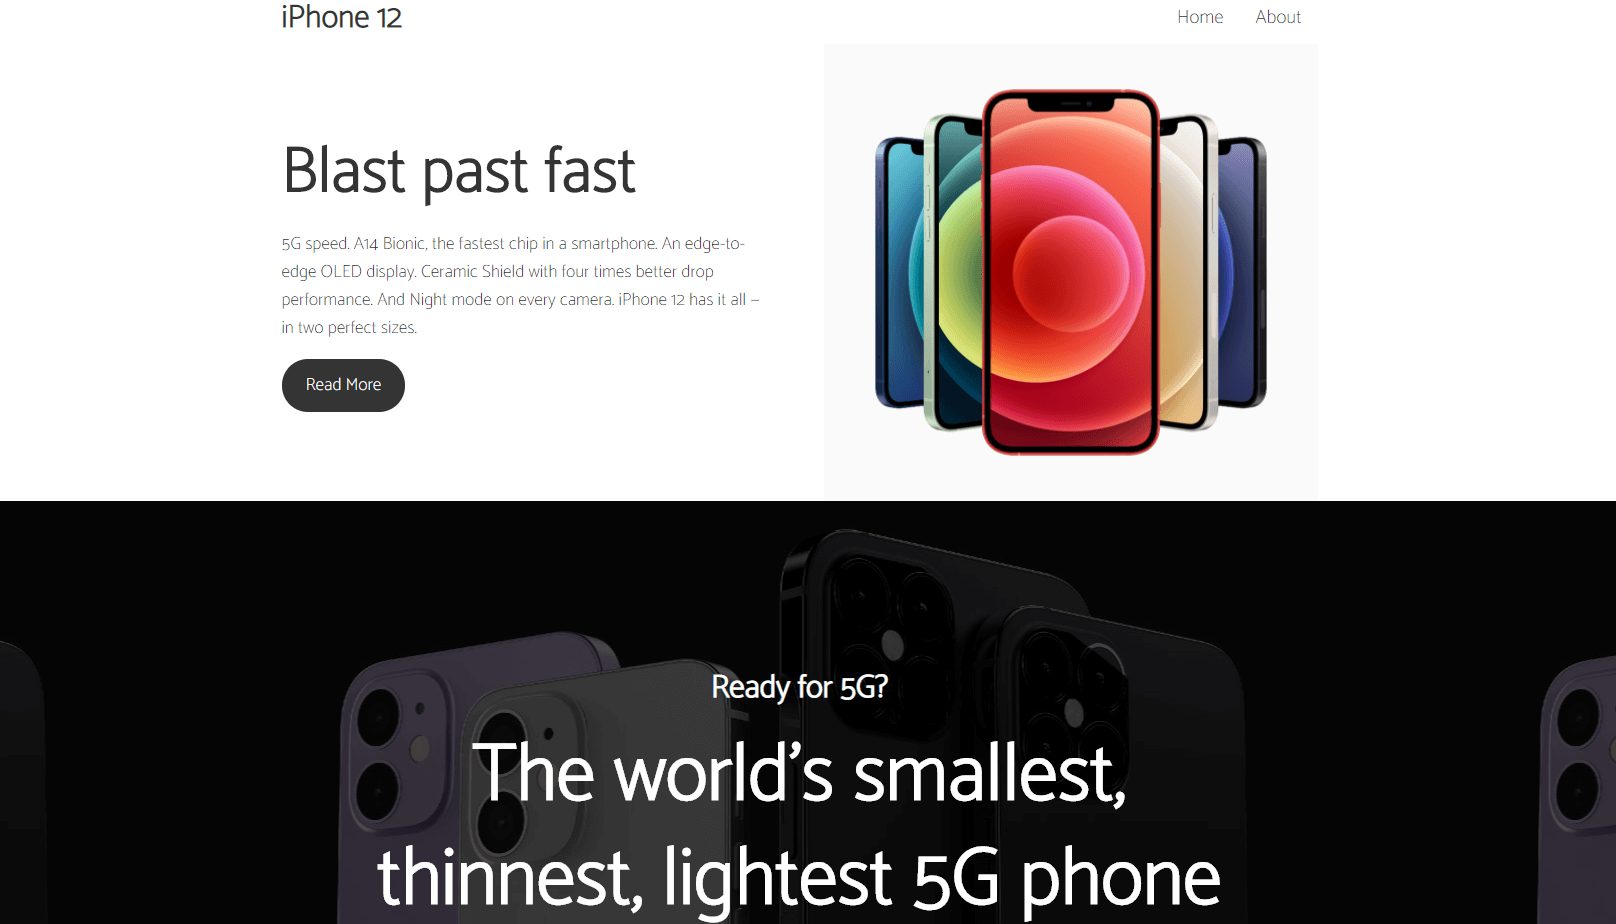 iPhone 12
Home
About
Blast past fast
5G speed. A14 Bionic, the fastest chip in a smartphone. An edge-to-
edge OLED display. Ceramic Shield with four times better drop
performance. And Night mode on every camera. iPhone 12 has it all –
in two perfect sizes.
Read More
Ready for 5G?
The world’s smallest,
thinnest, lightest 5G phone